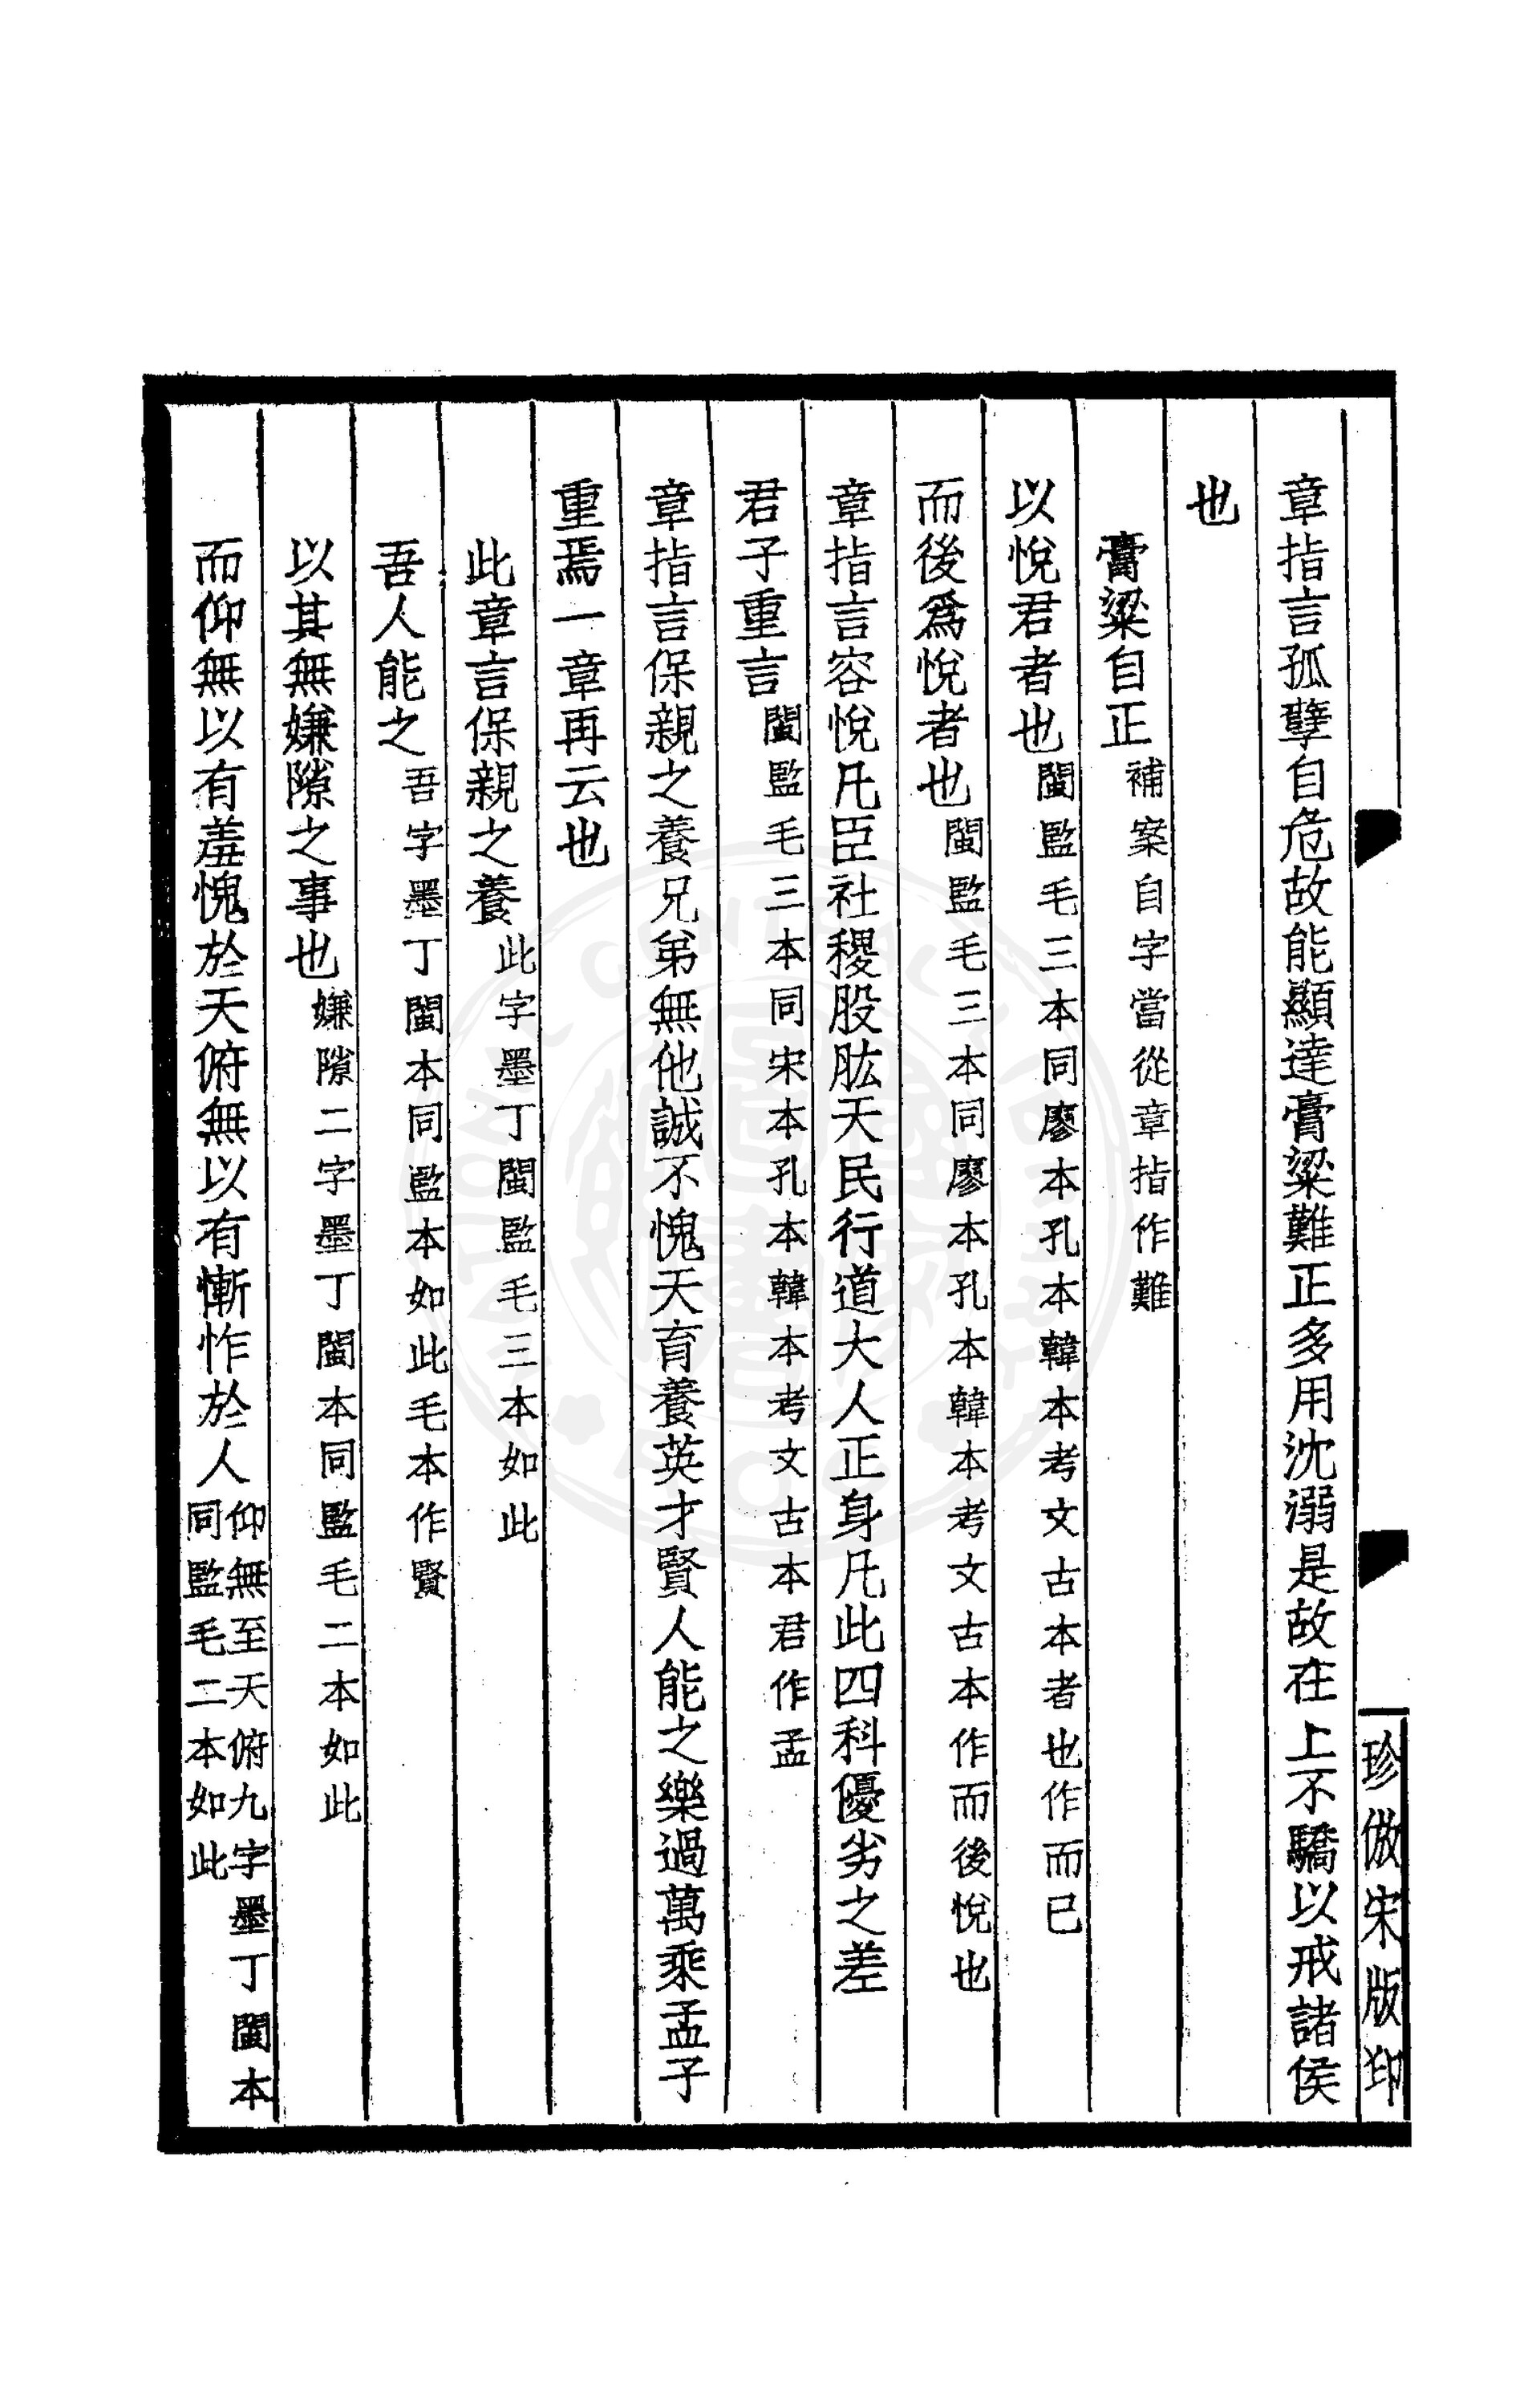 章指言孤孽自危故能顯達膏粱難正多用沈溺是故在上不驕以戒諸侯
也
膏粱自正補案自字當從章指作難
以悅君者也閩監毛三本同廖本孔本韓本考文古本者也作而已
而後爲悅者也閩監毛三本同廖本孔本韓本考文古本作而後悅也
章指言容悅凡臣社稷股肱天民行道大人正身凡此四科優劣之差
君子重言閩監毛三本同宋本孔本韓本考文古本君作孟
章指言保親之養兄弟無他誠不愧天育養英才賢人能之樂過萬乘孟子
重焉一章再云也
此章言保親之養此字墨丁閩監毛三本如此
吾人能之吾字墨丁閩本同監本如此毛本作賢
以其無嫌隙之事也嫌隙二字墨丁閩本同監毛二本如此
而仰無以有羞愧於天俯無以有慚怍於人仰無至天俯九字墨丁閩本
同監毛二本如此
珍倣宋版印